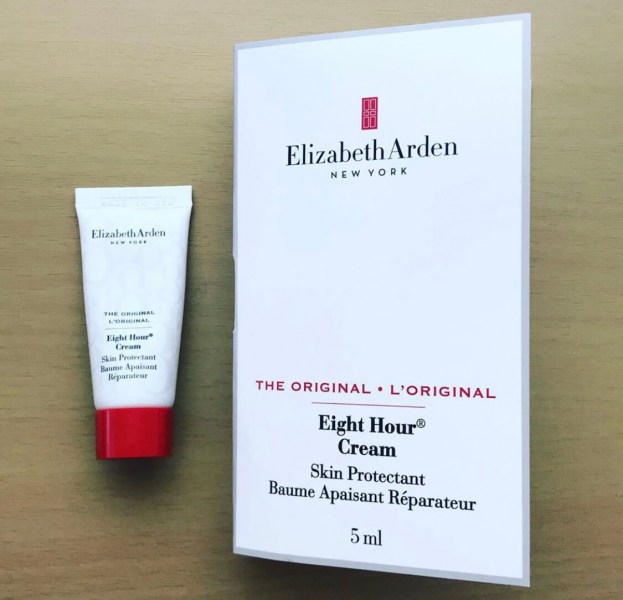 ElizabethArden
NEW YORK
THE ORIGINAL
L'ORIGINAL
Eight Hour®
Cream
Skin Protectant
Baume Apaisant
Réparateur
ElizabethArden
NEW YORK
THE ORIGINAL • L'ORIGINAL
Eight Hour®
Cream
Skin Protectant
Baume Apaisant Réparateur
5 ml